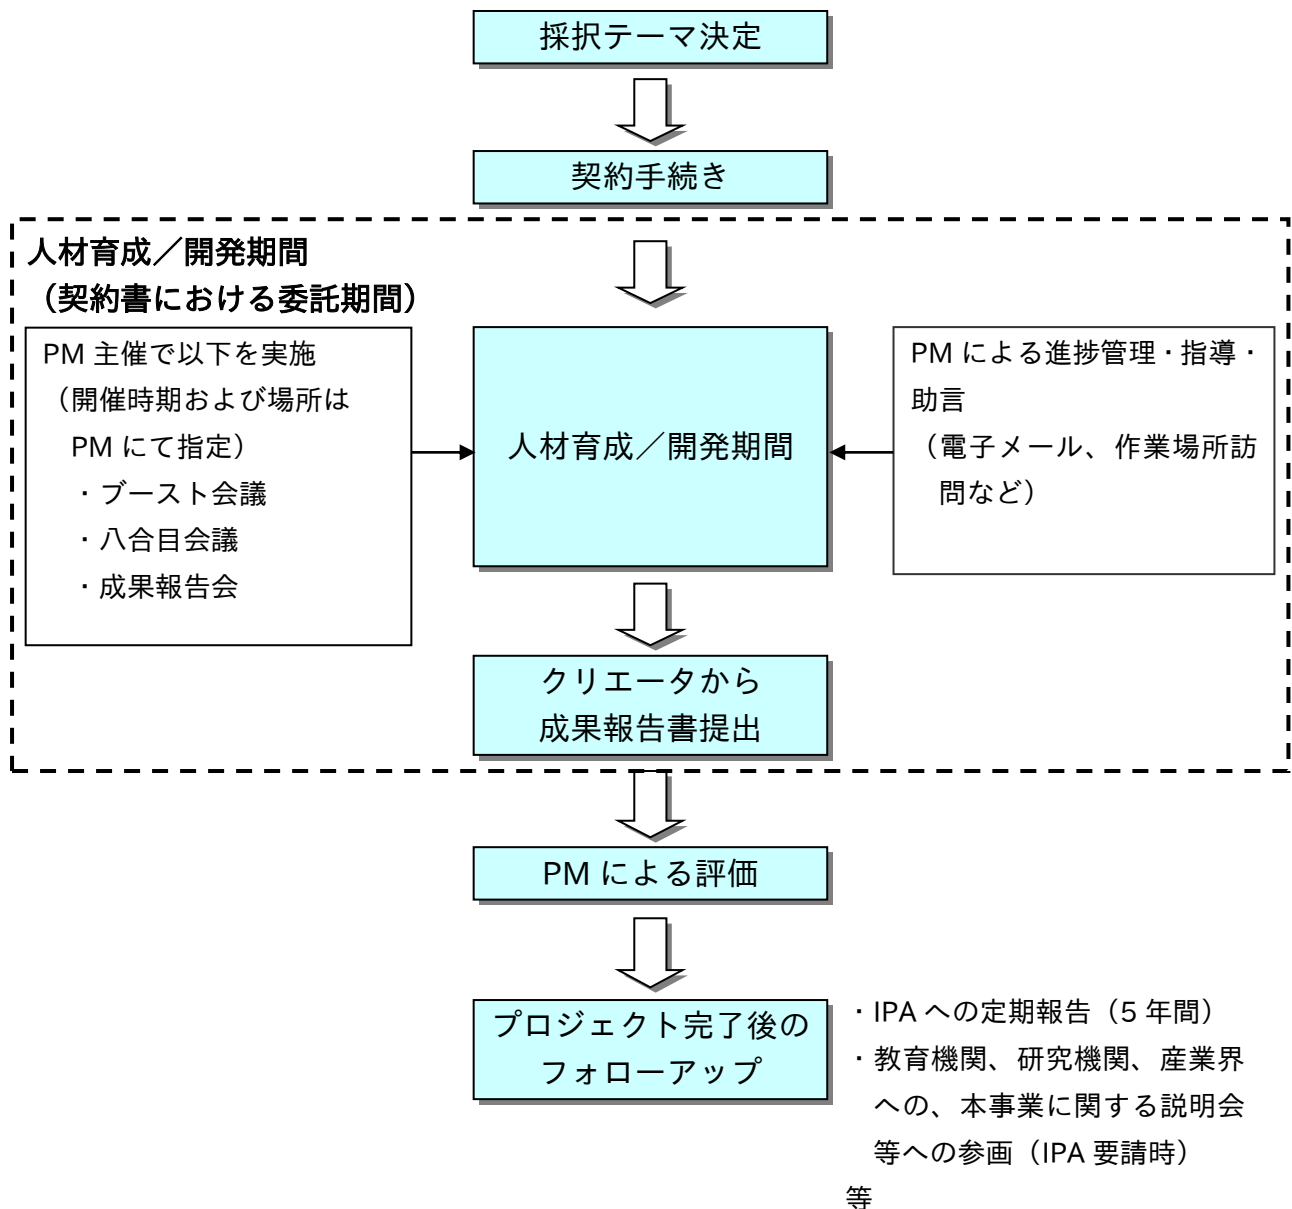 採択テーマ決定
契約手続き
人材育成／開発期間
（契約書における委託期間）
PM 主催で以下を実施
（開催時期および場所は
PM にて指定）
・ブースト会議
・八合目会議
・成果報告会
人材育成／開発期間
PM による進捗管理・指導・
助言
（電子メール、作業場所訪
問など）
クリエータから
成果報告書提出
PM による評価
プロジェクト完了後の
フォローアップ
・IPA への定期報告（5 年間）
・教育機関、研究機関、産業界
への、本事業に関する説明会
等への参画（IPA 要請時）
等